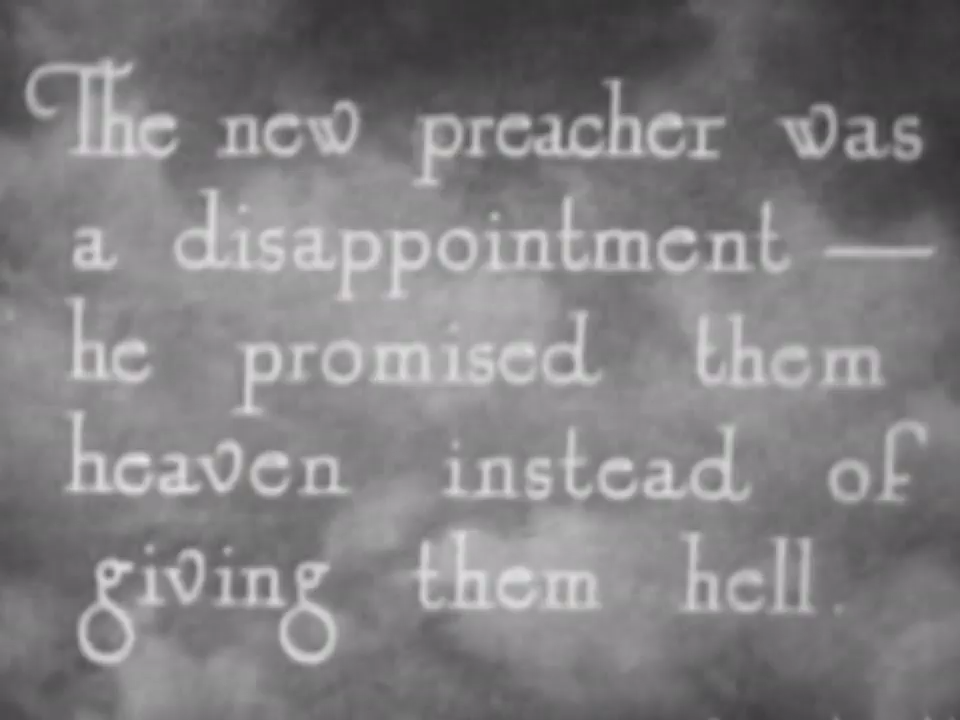 The new preacher was
a disappointment —
he promised them
heaven instead of
giving them hell.